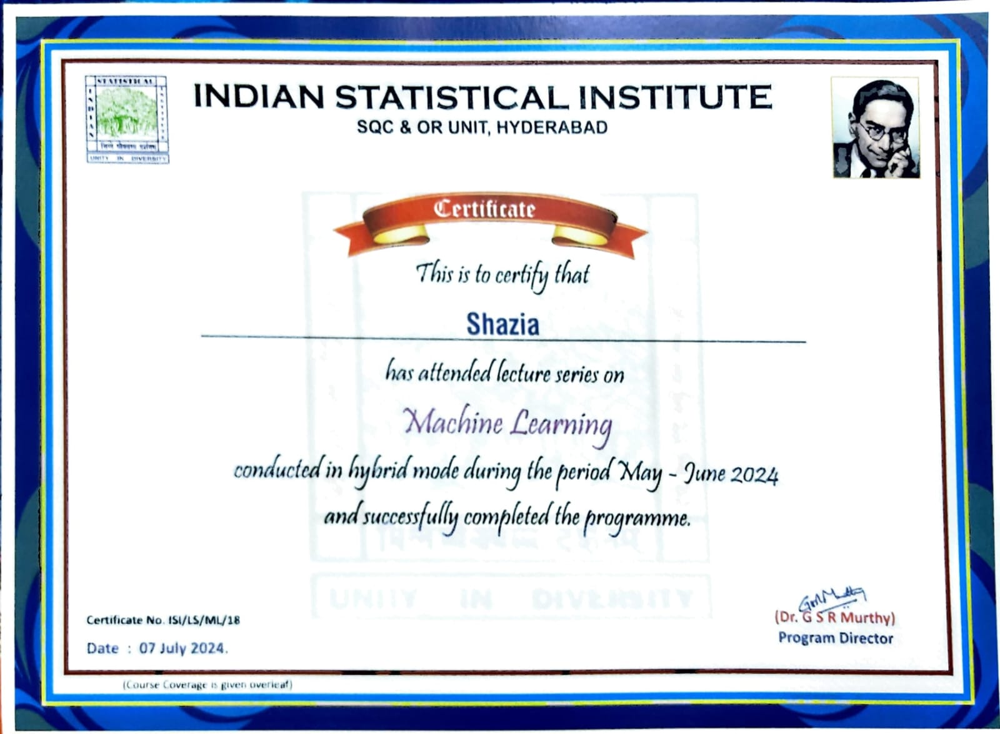 STATISTICAL
INDIAN
INSTITUTE
UNITY IN DIVERSITY
INDIAN STATISTICAL INSTITUTE
SQC & OR UNIT, HYDERABAD
Certificate
This is to certify that
Shazia
has attended lecture series on
Machine Learning
conducted in hybrid mode during the period May - June 2024
and successfully completed the programme.
UNITY IN DIVERSITY
Certificate No. ISI/LS/ML/18
Date : 07 July 2024.
(Dr. G S R Murthy)
Program Director
(Course Coverage is given overleaf)